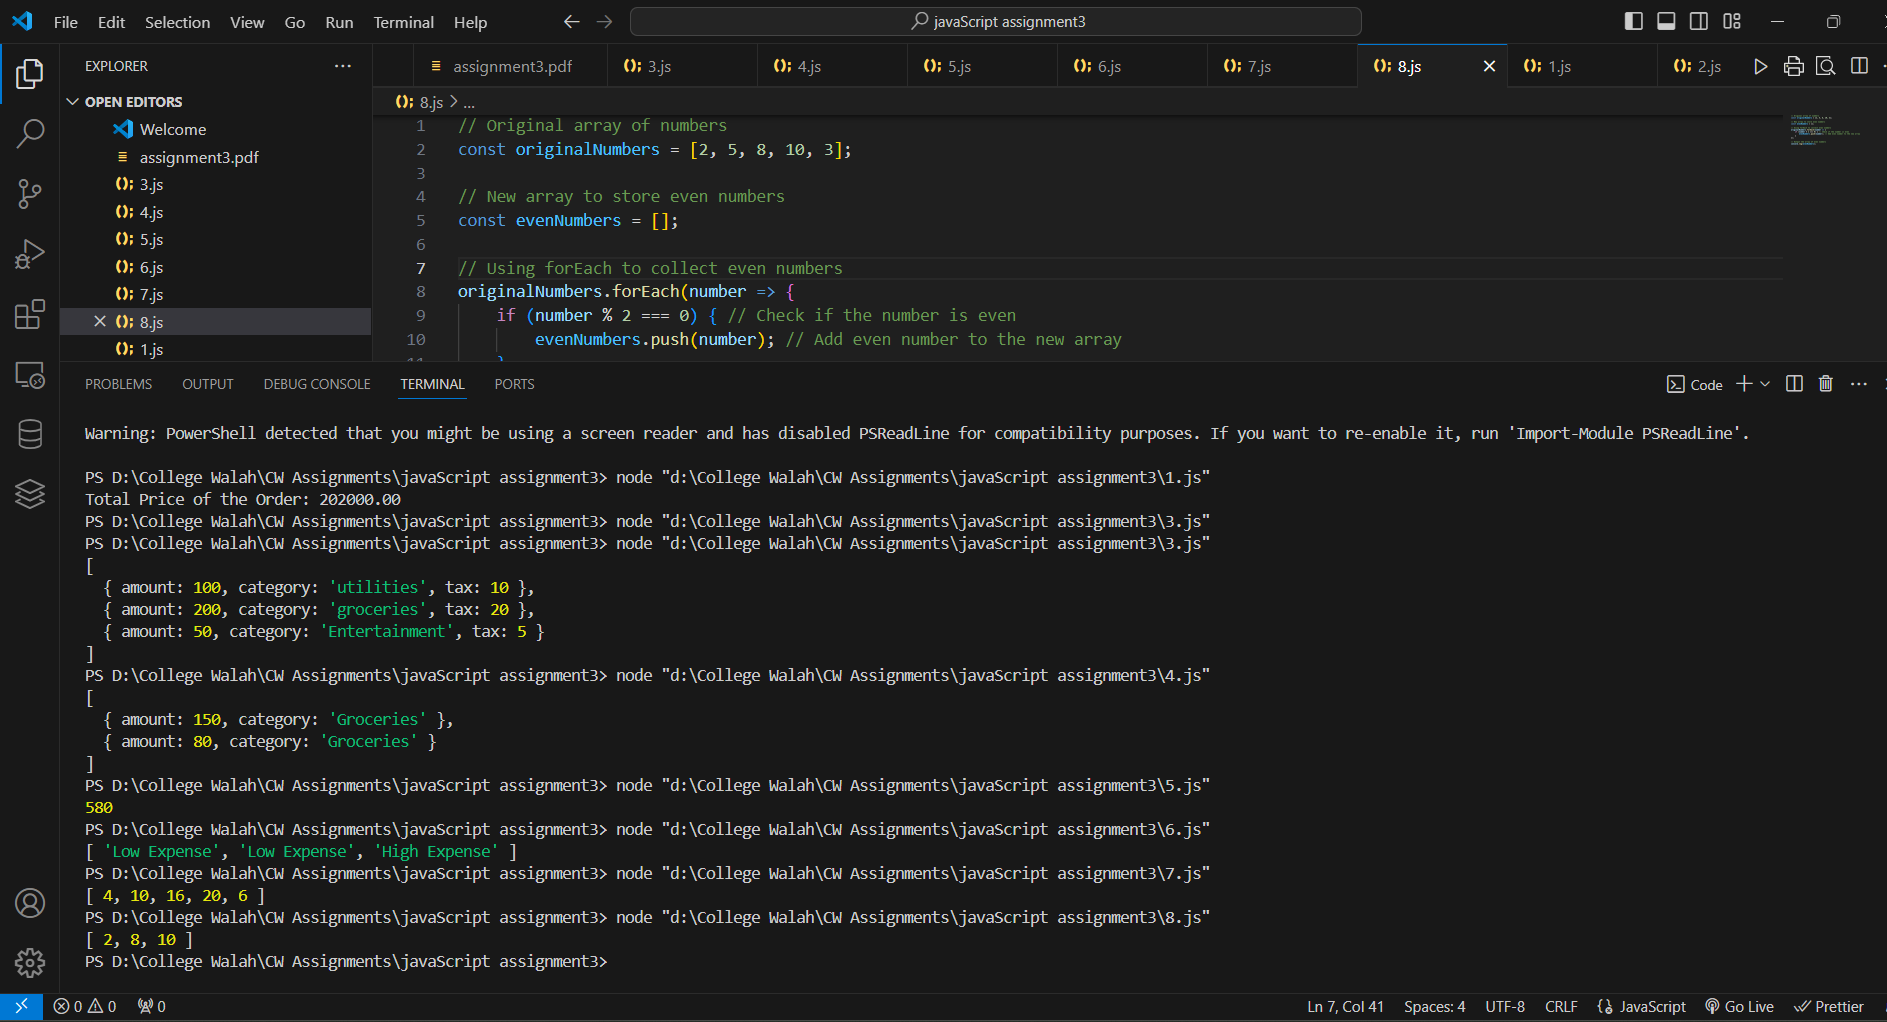 File Edit Selection View Go Run Terminal Help
javaScript assignment3
EXPLORER
OPEN EDITORS
Welcome
assignment3.pdf
3.js
4.js
5.js
6.js
7.js
8.js
1.js
assignment3.pdf 3.js 4.js 5.js 6.js 7.js 8.js 1.js 2.js
8.js > ...
1 // Original array of numbers
2 const originalNumbers = [2, 5, 8, 10, 3];
3
4 // New array to store even numbers
5 const evenNumbers = [];
6
7 // Using forEach to collect even numbers
8 originalNumbers.forEach(number => {
9 if (number % 2 === 0) { // Check if the number is even
10 evenNumbers.push(number); // Add even number to the new array
11 }
PROBLEMS OUTPUT DEBUG CONSOLE TERMINAL PORTS
Code
Warning: PowerShell detected that you might be using a screen reader and has disabled PSReadLine for compatibility purposes. If you want to re-enable it, run 'Import-Module PSReadLine'.
PS D:\College Walah\CW Assignments\javaScript assignment3> node "d:\College Walah\CW Assignments\javaScript assignment3\1.js"
Total Price of the Order: 202000.00
PS D:\College Walah\CW Assignments\javaScript assignment3> node "d:\College Walah\CW Assignments\javaScript assignment3\3.js"
PS D:\College Walah\CW Assignments\javaScript assignment3> node "d:\College Walah\CW Assignments\javaScript assignment3\3.js"
[
{ amount: 100, category: 'utilities', tax: 10 },
{ amount: 200, category: 'groceries', tax: 20 },
{ amount: 50, category: 'Entertainment', tax: 5 }
]
PS D:\College Walah\CW Assignments\javaScript assignment3> node "d:\College Walah\CW Assignments\javaScript assignment3\4.js"
[
{ amount: 150, category: 'Groceries' },
{ amount: 80, category: 'Groceries' }
]
PS D:\College Walah\CW Assignments\javaScript assignment3> node "d:\College Walah\CW Assignments\javaScript assignment3\5.js"
580
PS D:\College Walah\CW Assignments\javaScript assignment3> node "d:\College Walah\CW Assignments\javaScript assignment3\6.js"
[ 'Low Expense', 'Low Expense', 'High Expense' ]
PS D:\College Walah\CW Assignments\javaScript assignment3> node "d:\College Walah\CW Assignments\javaScript assignment3\7.js"
[ 4, 10, 16, 20, 6 ]
PS D:\College Walah\CW Assignments\javaScript assignment3> node "d:\College Walah\CW Assignments\javaScript assignment3\8.js"
[ 2, 8, 10 ]
PS D:\College Walah\CW Assignments\javaScript assignment3>
0 0 0 Ln 7, Col 41 Spaces: 4 UTF-8 CRLF JavaScript Go Live Prettier